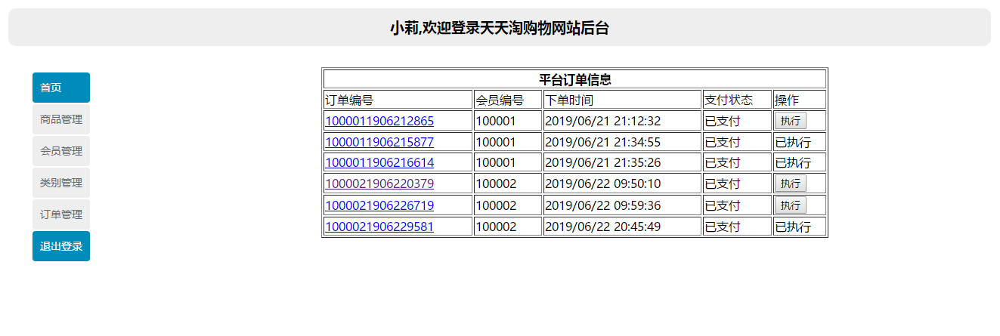 小莉,欢迎登录天天淘购物网站后台
首页
商品管理
会员管理
类别管理
订单管理
退出登录
平台订单信息
订单编号 会员编号 下单时间 支付状态 操作
1000011906212865 100001 2019/06/21 21:12:32 已支付 执行
1000011906215877 100001 2019/06/21 21:34:55 已支付 已执行
1000011906216614 100001 2019/06/21 21:35:26 已支付 已执行
1000021906220379 100002 2019/06/22 09:50:10 已支付 执行
1000021906226719 100002 2019/06/22 09:59:36 已支付 执行
1000021906229581 100002 2019/06/22 20:45:49 已支付 已执行